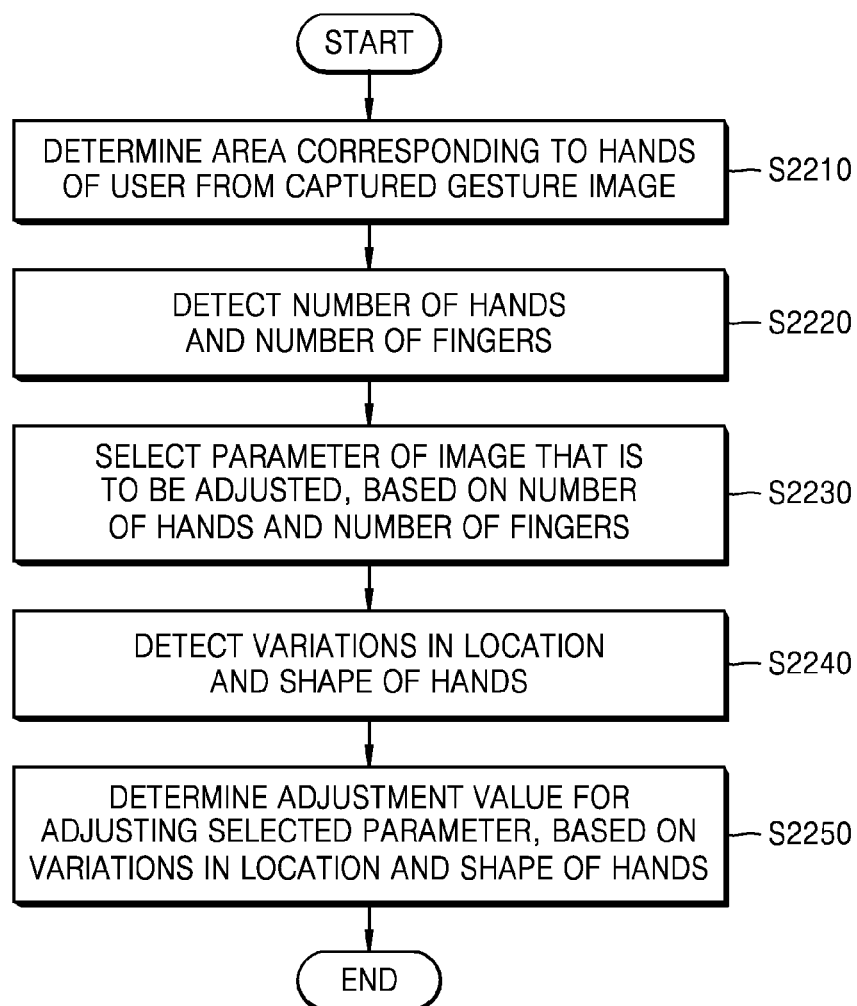 START
DETERMINE AREA CORRESPONDING TO HANDS
OF USER FROM CAPTURED GESTURE IMAGE
S2210
DETECT NUMBER OF HANDS
AND NUMBER OF FINGERS
S2220
SELECT PARAMETER OF IMAGE THAT IS
TO BE ADJUSTED, BASED ON NUMBER
OF HANDS AND NUMBER OF FINGERS
S2230
DETECT VARIATIONS IN LOCATION
AND SHAPE OF HANDS
S2240
DETERMINE ADJUSTMENT VALUE FOR
ADJUSTING SELECTED PARAMETER, BASED ON
VARIATIONS IN LOCATION AND SHAPE OF HANDS
S2250
END